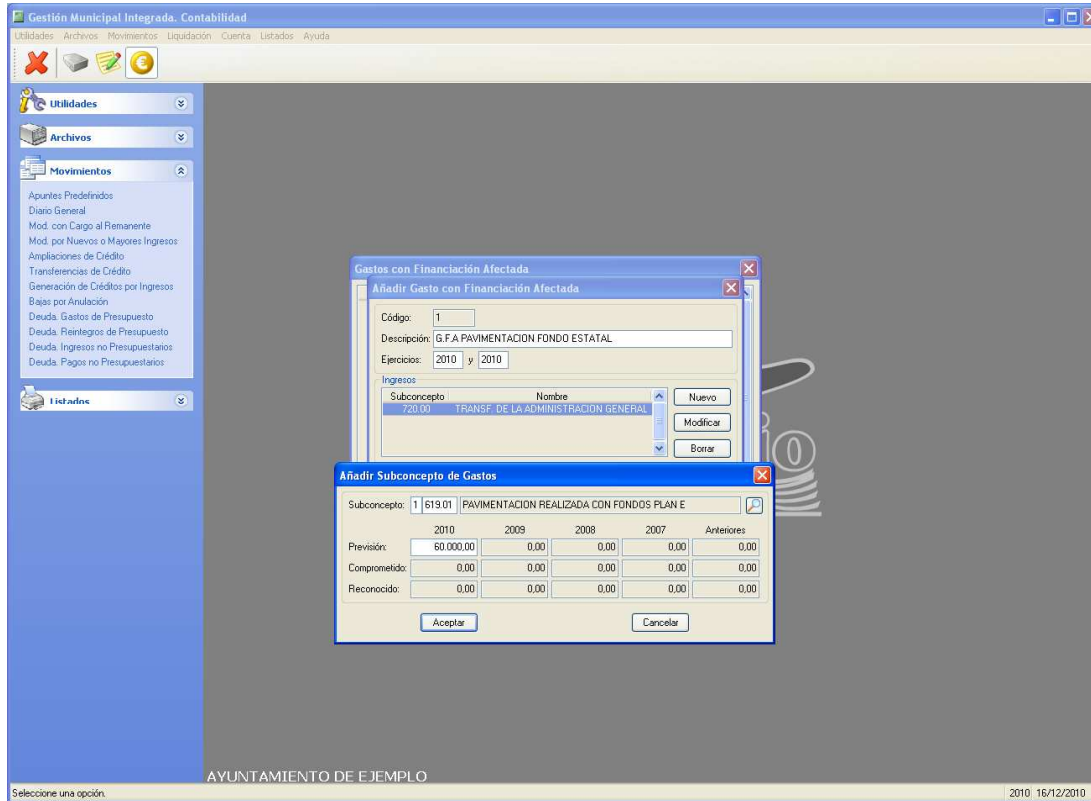 Gestión Municipal Integrada. Contabilidad
Utilidades Archivos Movimientos Liquidación Cuenta Listados Ayuda
Utilidades
Archivos
Movimientos
Apuntes Predefinidos
Diario General
Mod. con Cargo al Remanente
Mod. por Nuevos o Mayores Ingresos
Ampliaciones de Crédito
Transferencias de Crédito
Generación de Créditos por Ingresos
Bajas por Anulación
Deuda. Gastos de Presupuesto
Deuda. Reintegros de Presupuesto
Deuda. Ingresos no Presupuestarios
Deuda. Pagos no Presupuestarios
Listados
Gastos con Financiación Afectada
Añadir Gasto con Financiación Afectada
Código: 1
Descripción: G.F.A PAVIMENTACION FONDO ESTATAL
Ejercicios: 2010 y 2010
Ingresos
Subconcepto Nombre
720.00 TRANSF. DE LA ADMINISTRACION GENERAL
Nuevo
Modificar
Borrar
Añadir Subconcepto de Gastos
Subconcepto: 1 619.01 PAVIMENTACION REALIZADA CON FONDOS PLAN E
2010 2009 2008 2007 Anteriores
Previsión: 60.000,00 0,00 0,00 0,00 0,00
Comprometido: 0,00 0,00 0,00 0,00 0,00
Reconocido: 0,00 0,00 0,00 0,00 0,00
Aceptar Cancelar
AYUNTAMIENTO DE EJEMPLO
Seleccione una opción. 2010 16/12/2010